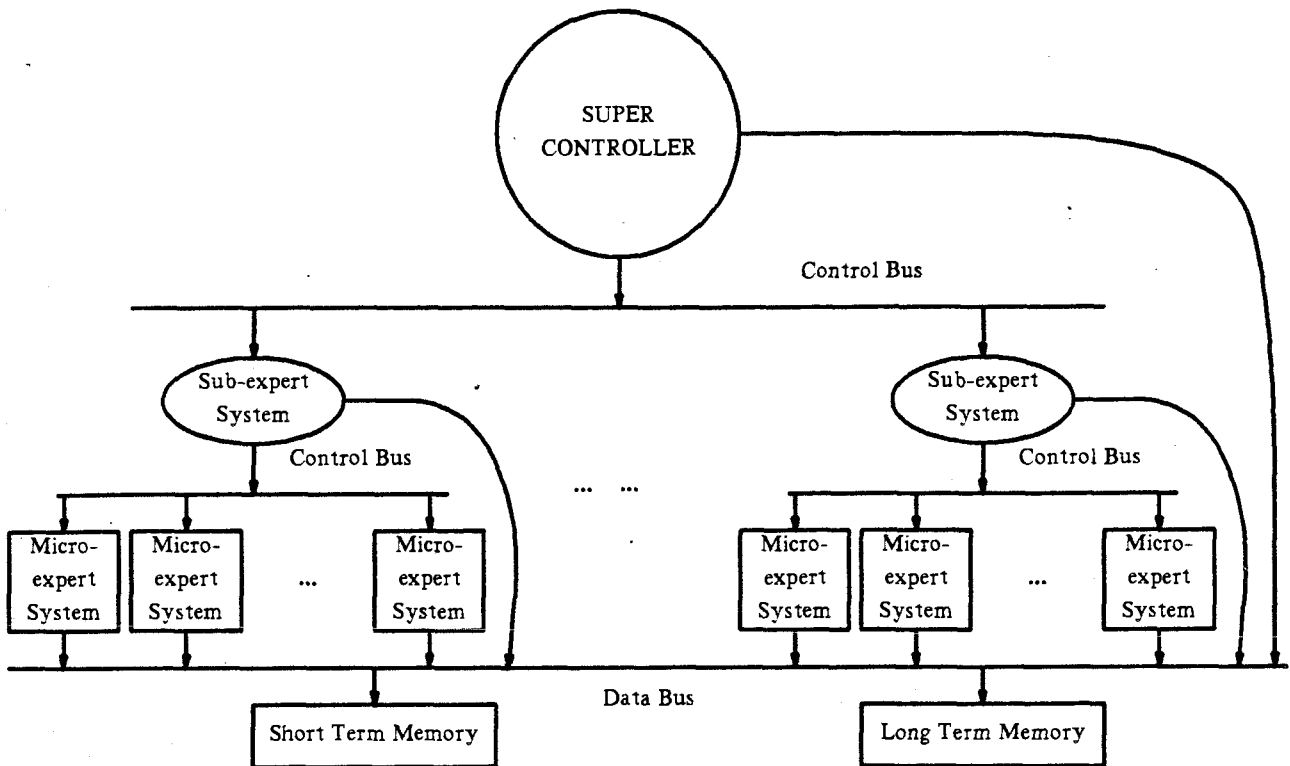 SUPER
CONTROLLER
Control Bus
Sub-expert
System
Sub-expert
System
Control Bus
Control Bus
... ...
Micro-
expert
System
Micro-
expert
System
...
Micro-
expert
System
Micro-
expert
System
Micro-
expert
System
...
Micro-
expert
System
Data Bus
Short Term Memory
Long Term Memory